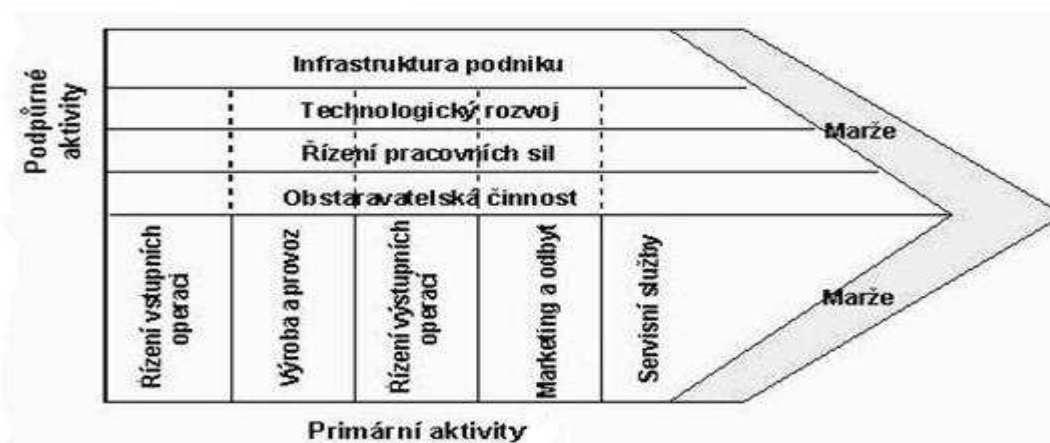 Podpůrné
aktivity
Infrastruktura podniku
Technologický rozvoj
Řízení pracovních sil
Obstaravatelská činnost
Marže
Řízení vstupních
operací
Výroba a provoz
Řízení výstupních
operací
Marketing a odbyt
Servisní služby
Marže
Primární aktivity